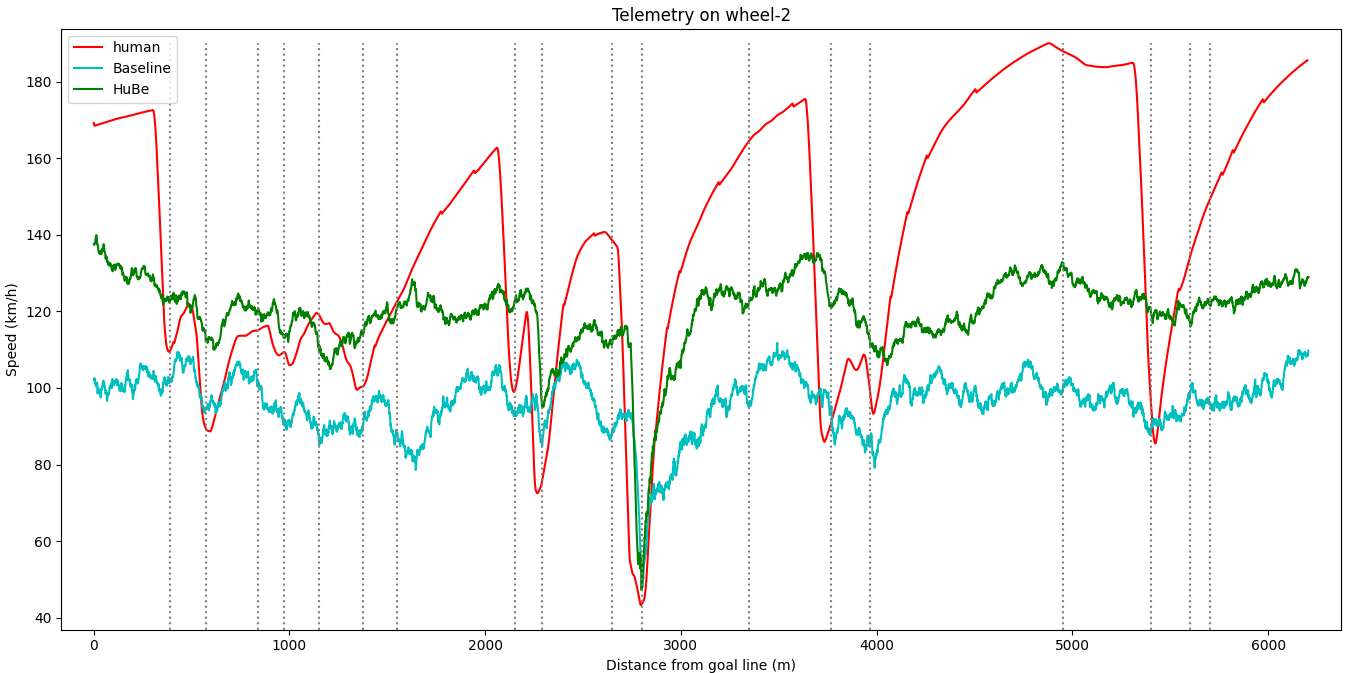 Telemetry on wheel-2
human
Baseline
HuBe
Speed (km/h)
180
160
140
120
100
80
60
40
0 1000 2000 3000 4000 5000 6000
Distance from goal line (m)